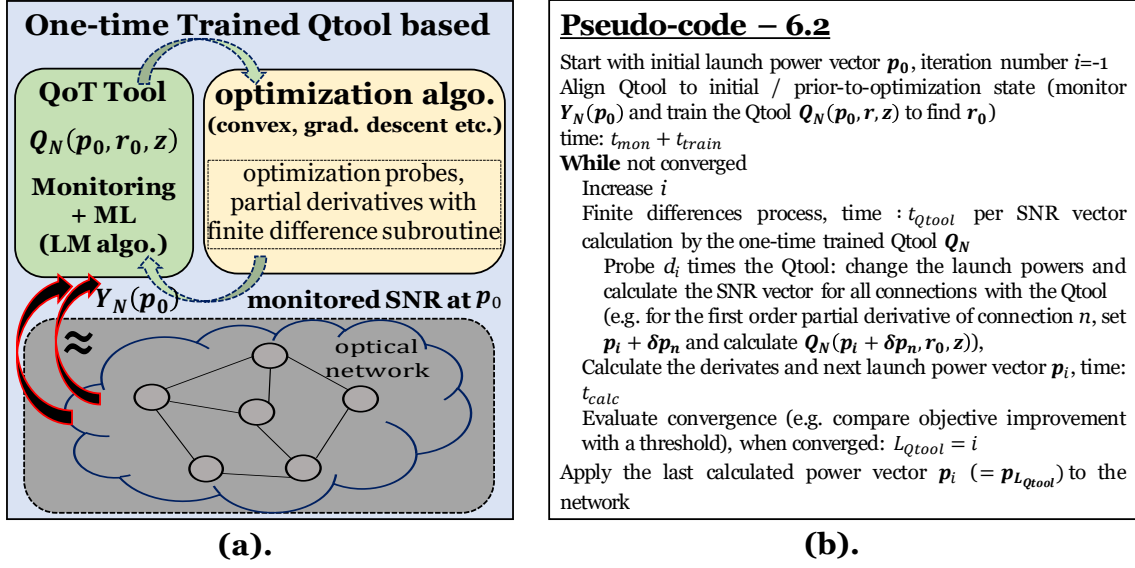 One-time Trained Qtool based
QoT Tool
Q_N(p_0, r_0, z)
Monitoring
+ ML
(LM algo.)
optimization algo.
(convex, grad. descent etc.)
optimization probes,
partial derivatives with
finite difference subroutine
Y_N(p_0)
monitored SNR at p_0
≈
optical
network
(a).
Pseudo-code – 6.2
Start with initial launch power vector p_0, iteration number i=-1
Align Qtool to initial / prior-to-optimization state (monitor
Y_N(p_0) and train the Qtool Q_N(p_0, r, z) to find r_0)
time: t_mon + t_train
While not converged
Increase i
Finite differences process, time : t_Qtool per SNR vector
calculation by the one-time trained Qtool Q_N
Probe d_i times the Qtool: change the launch powers and
calculate the SNR vector for all connections with the Qtool
(e.g. for the first order partial derivative of connection n, set
p_i + δp_n and calculate Q_N(p_i + δp_n, r_0, z)),
Calculate the derivates and next launch power vector p_i, time:
t_calc
Evaluate convergence (e.g. compare objective improvement
with a threshold), when converged: L_Qtool = i
Apply the last calculated power vector p_i (= p_L_Qtool) to the
network
(b).